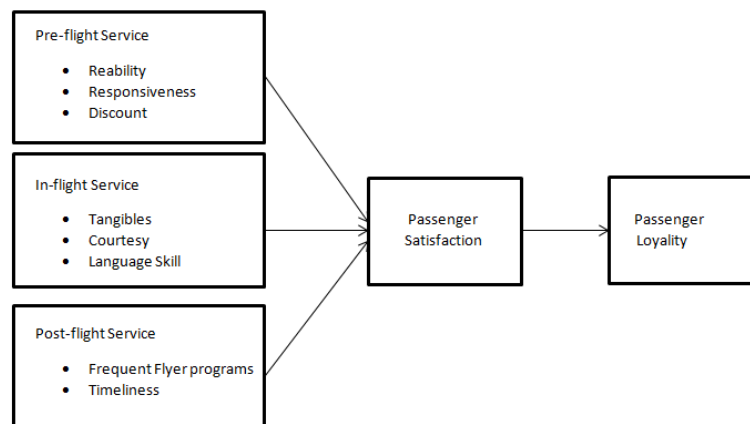 Pre-flight Service
• Reability
• Responsiveness
• Discount
In-flight Service
• Tangibles
• Courtesy
• Language Skill
Post-flight Service
• Frequent Flyer programs
• Timeliness
Passenger
Satisfaction
Passenger
Loyality